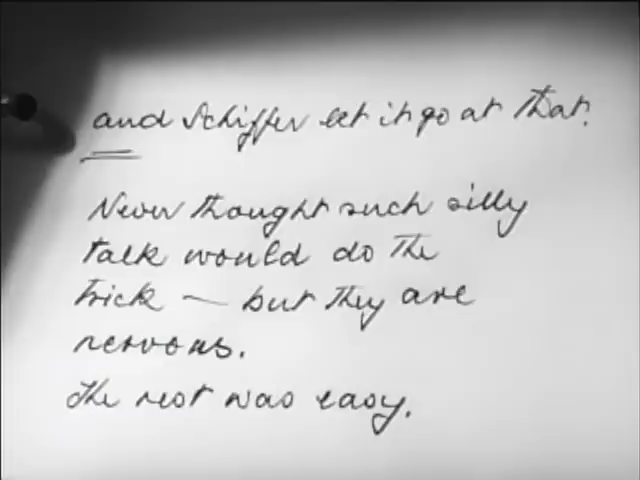 and Schiffer let it go at that.
Never thought such silly
talk would do the
trick — but they are
nervous.
The rest was easy.